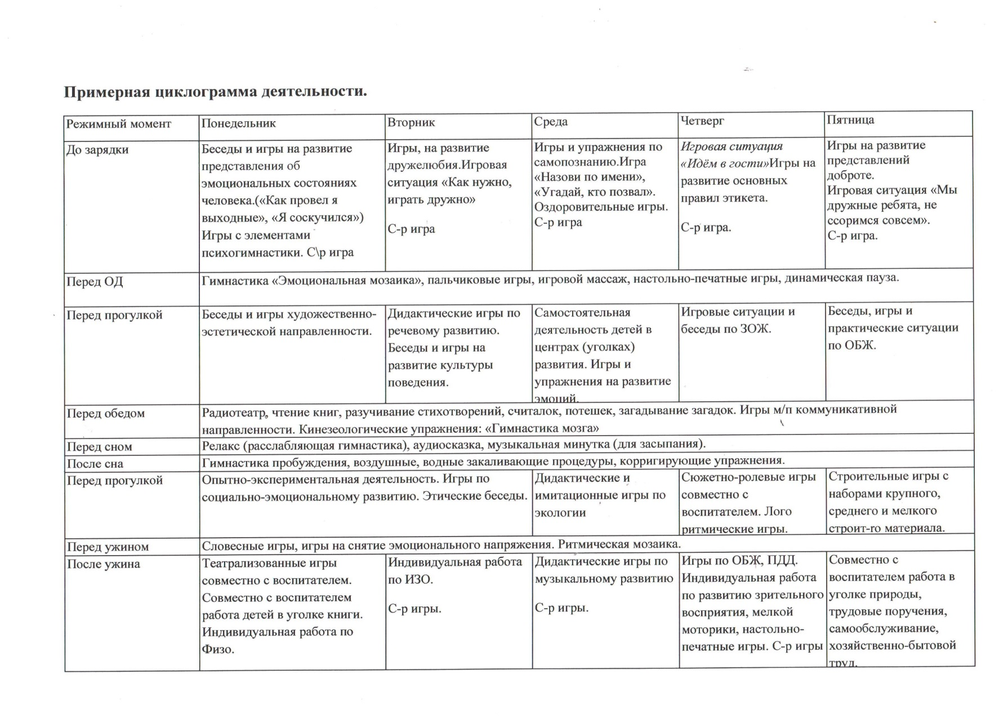 Примерная циклограмма деятельности.
Режимный момент
Понедельник
Вторник
Среда
Четверг
Пятница
До зарядки
Беседы и игры на развитие
представления об
эмоциональных состояниях
человека.(«Как провел я
выходные», «Я соскучился»)
Игры с элементами
психогимнастики. С\р игра
Игры, на развитие
дружелюбия.Игровая
ситуация «Как нужно,
играть дружно»
С-р игра
Игры и упражнения по
самопознанию.Игра
«Назови по имени»,
«Угадай, кто позвал».
Оздоровительные игры.
С-р игра
Игровая ситуация
«Идём в гости»Игры на
развитие основных
правил этикета.
С-р игра.
Игры на развитие
представлений
доброте.
Игровая ситуация «Мы
дружные ребята, не
ссоримся совсем».
С-р игра.
Перед ОД
Гимнастика «Эмоциональная мозаика», пальчиковые игры, игровой массаж, настольно-печатные игры, динамическая пауза.
Перед прогулкой
Беседы и игры художественно-
эстетической направленности.
Дидактические игры по
речевому развитию.
Беседы и игры на
развитие культуры
поведения.
Самостоятельная
деятельность детей в
центрах (уголках)
развития. Игры и
упражнения на развитие
эмоций.
Игровые ситуации и
беседы по ЗОЖ.
Беседы, игры и
практические ситуации
по ОБЖ.
Перед обедом
Радиотеатр, чтение книг, разучивание стихотворений, считалок, потешек, загадывание загадок. Игры м/п коммуникативной
направленности. Кинезеологические упражнения: «Гимнастика мозга»
Перед сном
Релакс (расслабляющая гимнастика), аудиосказка, музыкальная минутка (для засыпания).
После сна
Гимнастика пробуждения, воздушные, водные закаливающие процедуры, корригирующие упражнения.
Перед прогулкой
Опытно-экспериментальная деятельность. Игры по
социально-эмоциональному развитию. Этические беседы.
Дидактические и
имитационные игры по
экологии
Сюжетно-ролевые игры
совместно с
воспитателем. Лого
ритмические игры.
Строительные игры с
наборами крупного,
среднего и мелкого
строит-го материала.
Перед ужином
Словесные игры, игры на снятие эмоционального напряжения. Ритмическая мозаика.
После ужина
Театрализованные игры
совместно с воспитателем.
Совместно с воспитателем
работа детей в уголке книги.
Индивидуальная работа по
Физо.
Индивидуальная работа
по ИЗО.
С-р игры.
Дидактические игры по
музыкальному развитию
С-р игры.
Игры по ОБЖ, ПДД.
Индивидуальная работа
по развитию зрительного
восприятия, мелкой
моторики, настольно-
печатные игры. С-р игры
Совместно с
воспитателем работа в
уголке природы,
трудовые поручения,
самообслуживание,
хозяйственно-бытовой
труд.